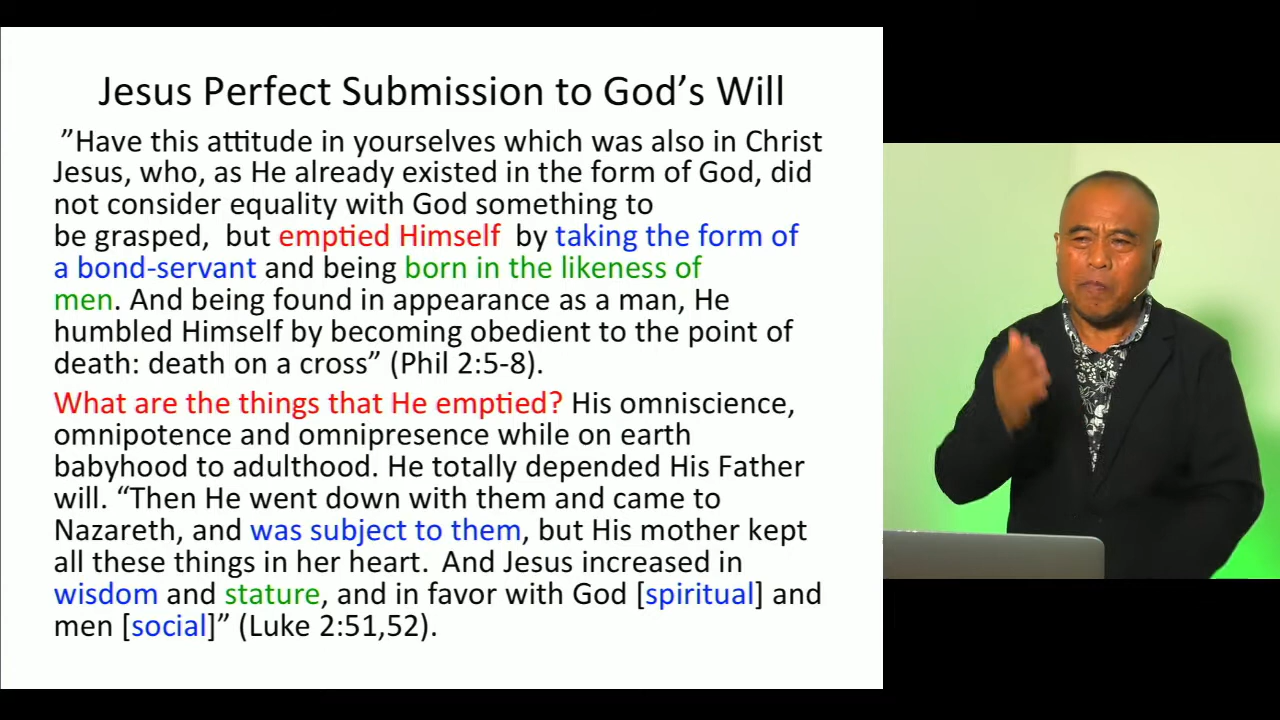 Jesus Perfect Submission to God’s Will
”Have this attitude in yourselves which was also in Christ
Jesus, who, as He already existed in the form of God, did
not consider equality with God something to
be grasped, but emptied Himself by taking the form of
a bond-servant and being born in the likeness of
men. And being found in appearance as a man, He
humbled Himself by becoming obedient to the point of
death: death on a cross” (Phil 2:5-8).
What are the things that He emptied? His omniscience,
omnipotence and omnipresence while on earth
babyhood to adulthood. He totally depended His Father
will. “Then He went down with them and came to
Nazareth, and was subject to them, but His mother kept
all these things in her heart. And Jesus increased in
wisdom and stature, and in favor with God [spiritual] and
men [social]” (Luke 2:51,52).